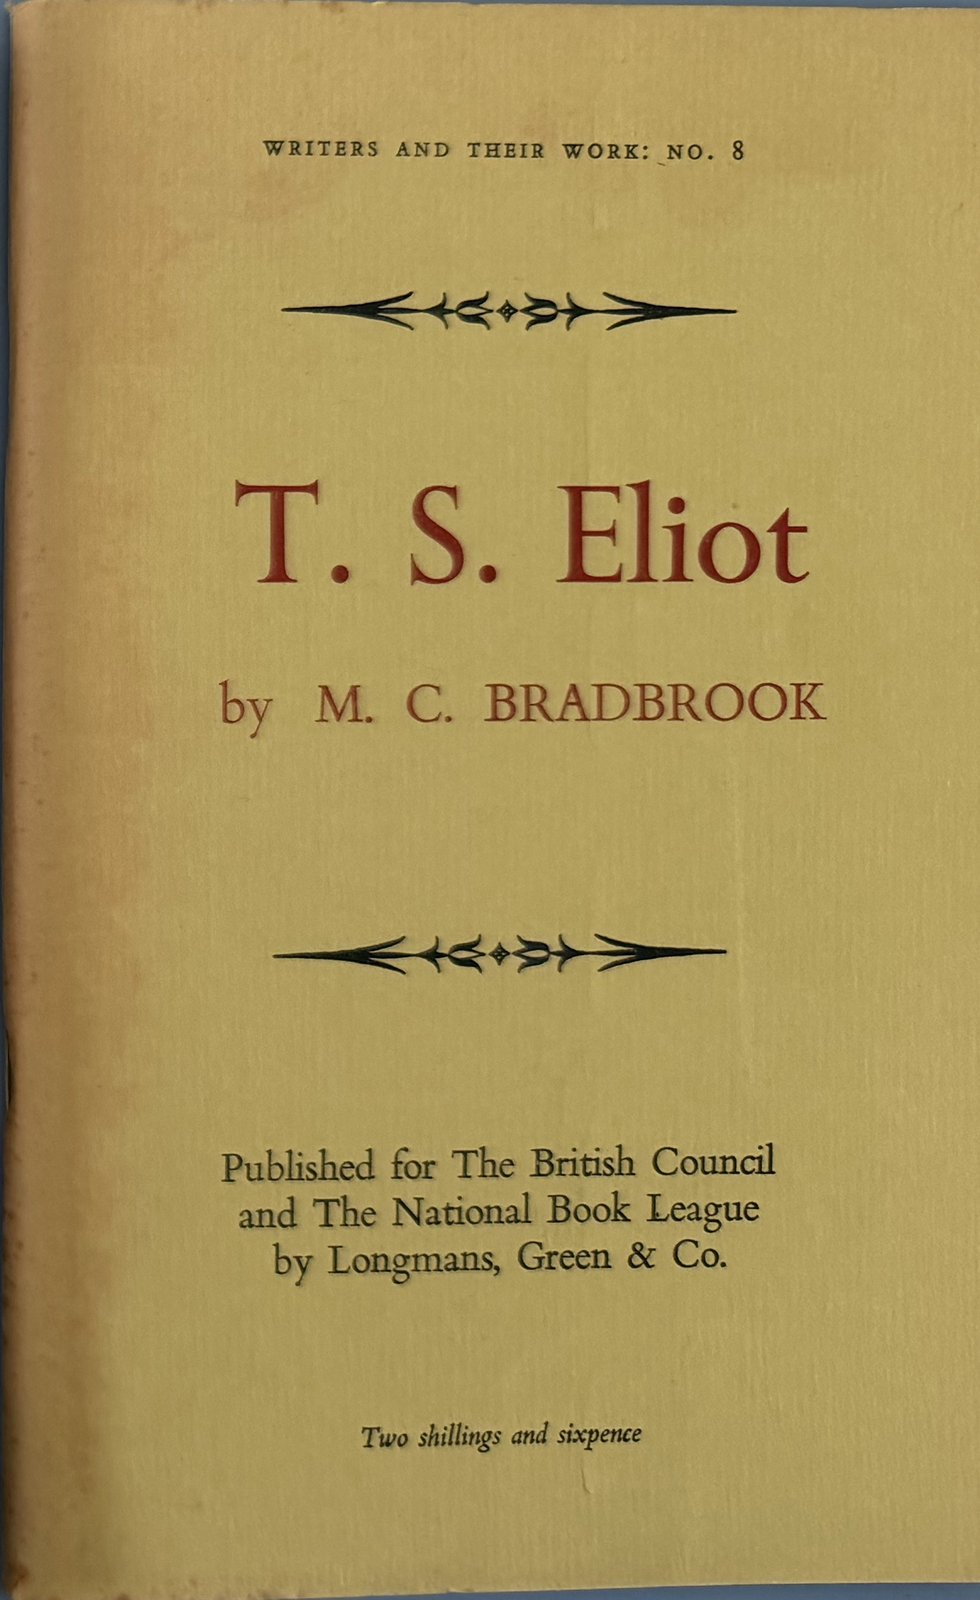 WRITERS AND THEIR WORK: NO. 8
T. S. Eliot
by M. C. BRADBROOK
Published for The British Council
and The National Book League
by Longmans, Green & Co.
Two shillings and sixpence